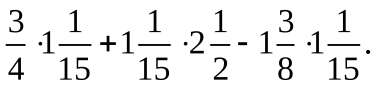 3/4 · 1 1/15 + 1 1/15 · 2 1/2 - 1 3/8 · 1 1/15.